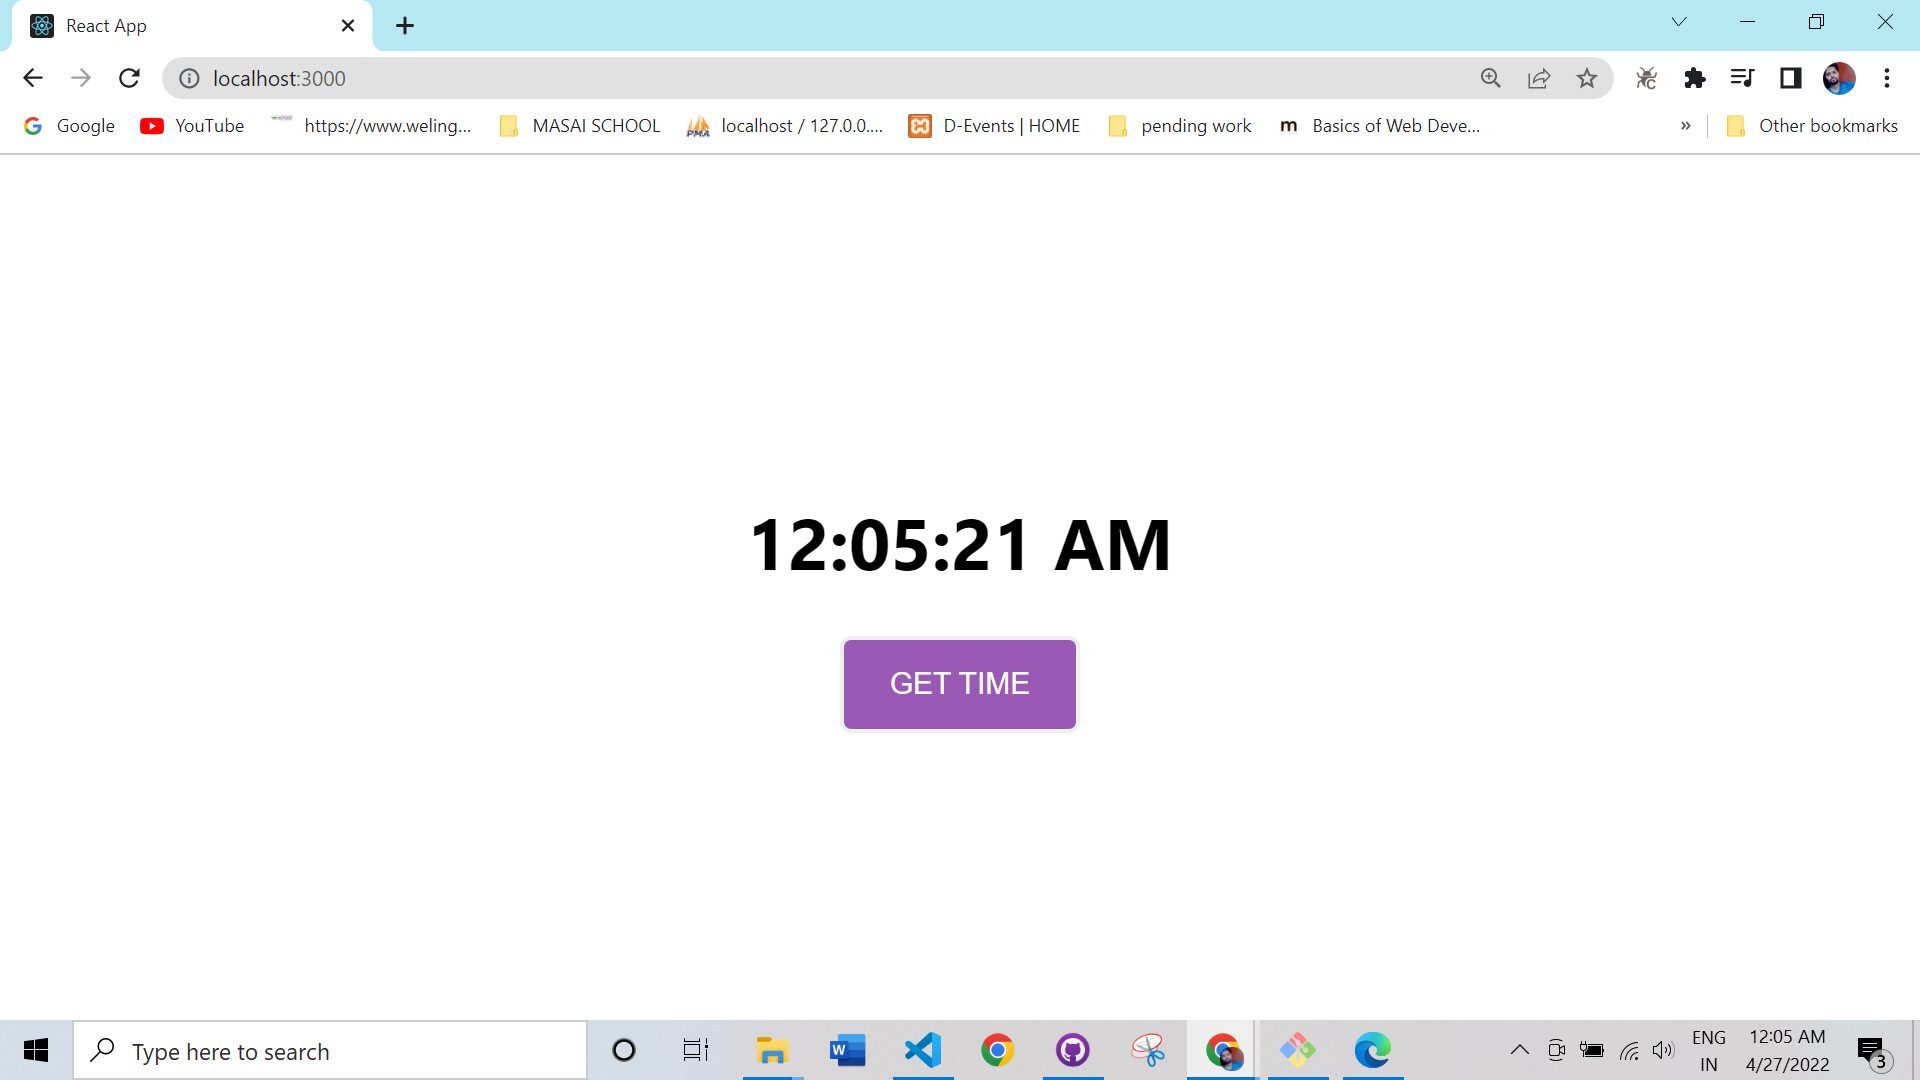 React App
localhost:3000
Google YouTube https://www.weling... MASAI SCHOOL localhost / 127.0.0.... D-Events | HOME pending work m Basics of Web Deve... » Other bookmarks
12:05:21 AM
GET TIME
Type here to search
ENG
IN
12:05 AM
4/27/2022
3